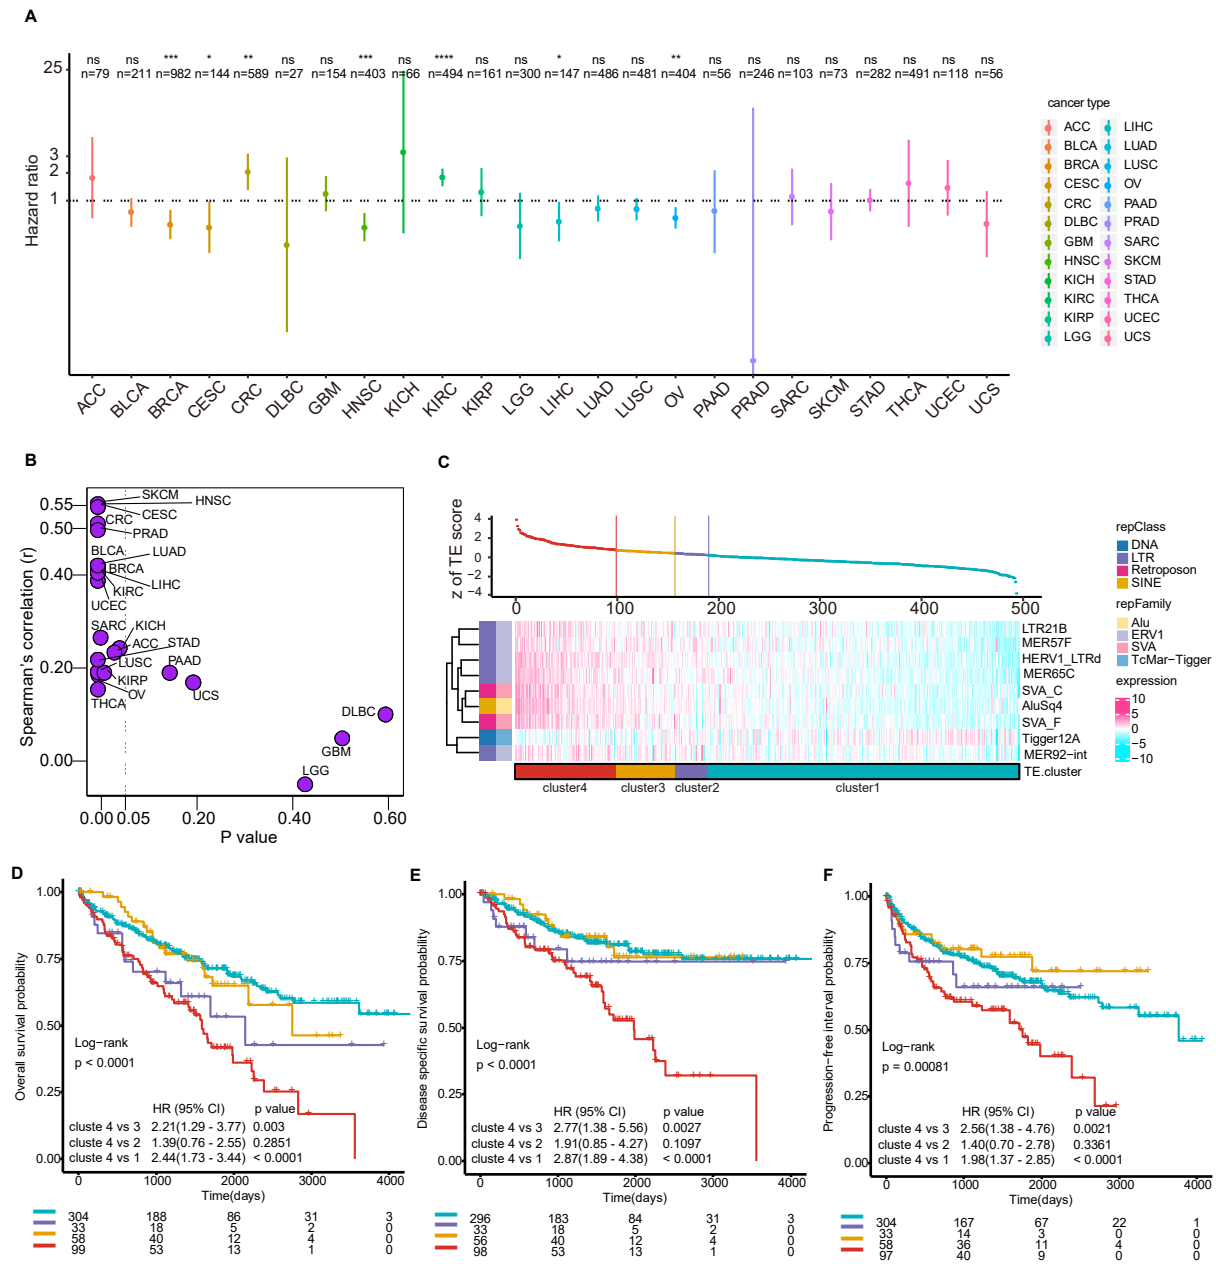 A
ns ns *** * ** ns ns *** ns **** ns ns * ns ns ** ns ns ns ns ns ns ns ns
n=79 n=211 n=982 n=144 n=589 n=27 n=154 n=403 n=66 n=494 n=161 n=300 n=147 n=486 n=481 n=404 n=56 n=246 n=103 n=73 n=282 n=491 n=118 n=56
25
3
2
1
Hazard ratio
ACC BLCA BRCA CESC CRC DLBC GBM HNSC KICH KIRC KIRP LGG LIHC LUAD LUSC OV PAAD PRAD SARC SKCM STAD THCA UCEC UCS
cancer type
ACC LIHC
BLCA LUAD
BRCA LUSC
CESC OV
CRC PAAD
DLBC PRAD
GBM SARC
HNSC SKCM
KICH STAD
KIRC THCA
KIRP UCEC
LGG UCS
B
Spearman's correlation (r)
0.55
0.50
0.40
0.20
0.00
SKCM
HNSC
CESC
CRC
PRAD
BLCA LUAD
BRCA
LIHC
KIRC
UCEC
SARC KICH
ACC STAD
LUSC PAAD
KIRP
OV UCS
THCA
DLBC
GBM
LGG
0.00 0.05 0.20 0.40 0.60
P value
C
z of TE score
4
2
0
−2
−4
0 100 200 300 400 500
LTR21B
MER57F
HERV1_LTRd
MER65C
SVA_C
AluSq4
SVA_F
Tigger12A
MER92−int
TE.cluster
cluster4 cluster3 cluster2 cluster1
repClass
DNA
LTR
Retroposon
SINE
repFamily
Alu
ERV1
SVA
TcMar−Tigger
expression
10
5
0
−5
−10
D
Overall survival probability
1.00
0.75
0.50
0.25
0.00
Log−rank
p < 0.0001
HR (95% CI) p value
cluste 4 vs 3 2.21(1.29 - 3.77) 0.003
cluste 4 vs 2 1.39(0.76 - 2.55) 0.2851
cluste 4 vs 1 2.44(1.73 - 3.44) < 0.0001
0 1000 2000 3000 4000
Time(days)
304 188 86 31 3
33 18 5 2 0
58 40 12 4 0
99 53 13 1 0
E
Disease specific survival probability
1.00
0.75
0.50
0.25
0.00
Log−rank
p < 0.0001
HR (95% CI) p value
cluste 4 vs 3 2.77(1.38 - 5.56) 0.0027
cluste 4 vs 2 1.91(0.85 - 4.27) 0.1097
cluste 4 vs 1 2.87(1.89 - 4.38) < 0.0001
0 1000 2000 3000 4000
Time(days)
296 183 84 31 3
33 18 5 2 0
56 40 12 4 0
98 53 13 1 0
F
Progression−free interval probability
1.00
0.75
0.50
0.25
0.00
Log−rank
p = 0.00081
HR (95% CI) p value
cluste 4 vs 3 2.56(1.38 - 4.76) 0.0021
cluste 4 vs 2 1.40(0.70 - 2.78) 0.3361
cluste 4 vs 1 1.98(1.37 - 2.85) < 0.0001
0 1000 2000 3000 4000
Time(days)
304 167 67 22 1
33 14 3 0 0
58 36 11 4 0
97 40 9 0 0